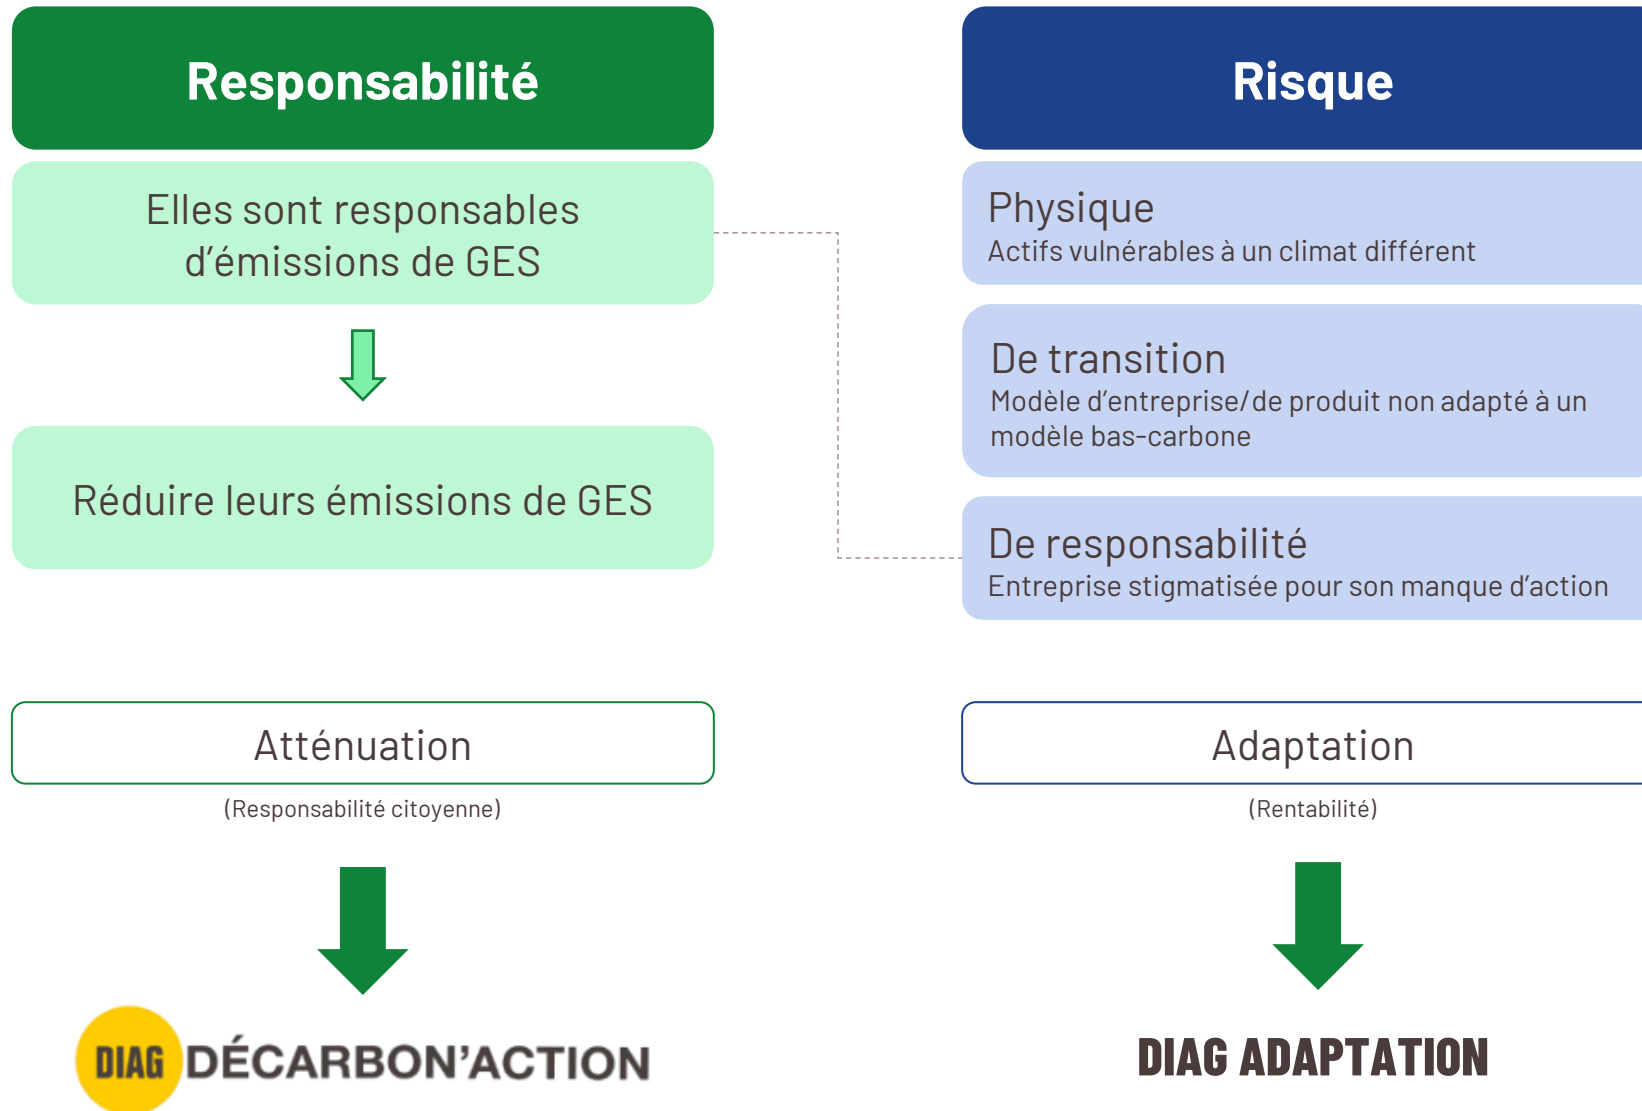 Responsabilité
Elles sont responsables
d’émissions de GES
Réduire leurs émissions de GES
Atténuation
(Responsabilité citoyenne)
DIAG DÉCARBON’ACTION
Risque
Physique
Actifs vulnérables à un climat différent
De transition
Modèle d’entreprise/de produit non adapté à un
modèle bas-carbone
De responsabilité
Entreprise stigmatisée pour son manque d’action
Adaptation
(Rentabilité)
DIAG ADAPTATION